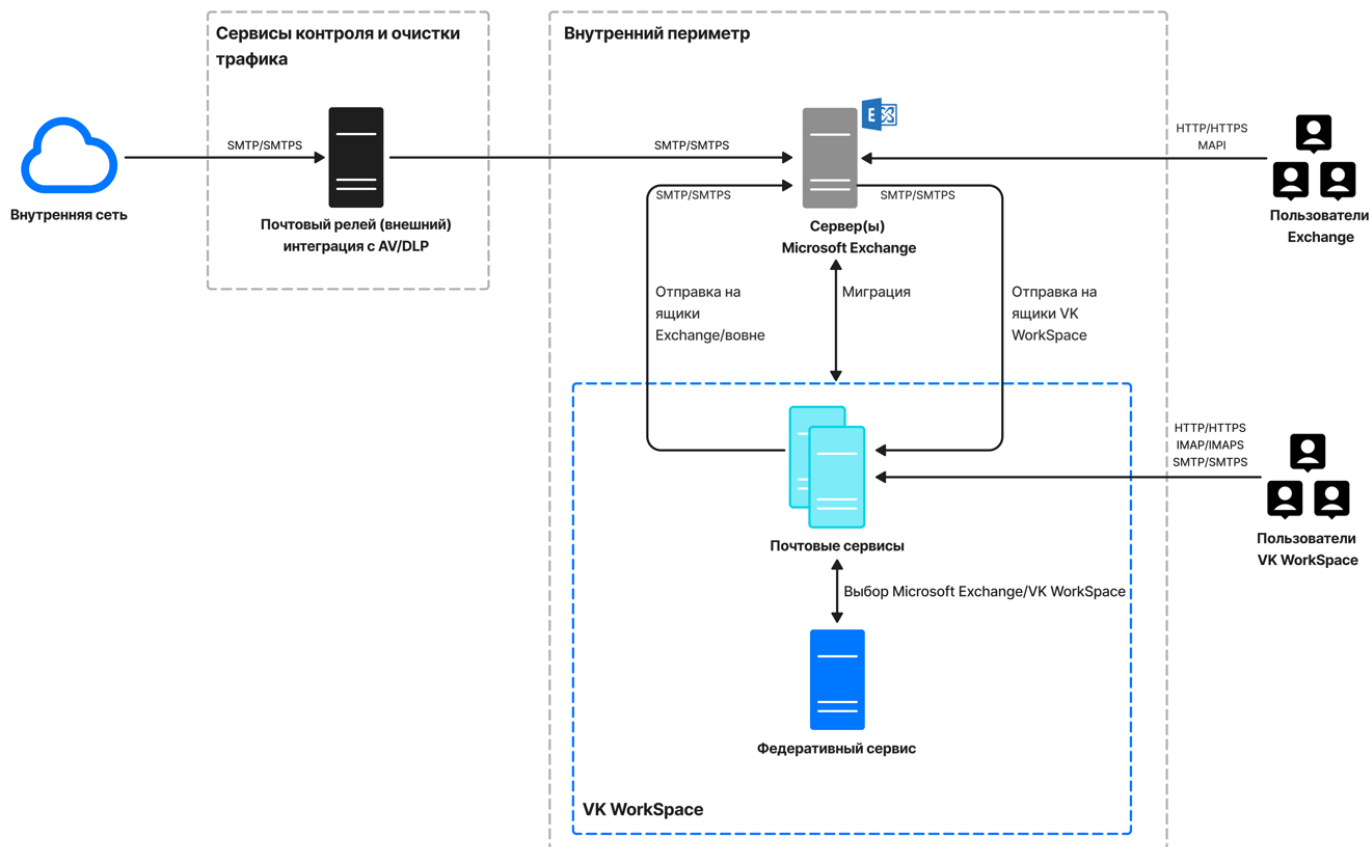 Сервисы контроля и очистки
трафика
Внутренний периметр
E
SMTP/SMTPS
SMTP/SMTPS
HTTP/HTTPS
MAPI
Внутренняя сеть
Почтовый релей (внешний)
интеграция с AV/DLP
SMTP/SMTPS
SMTP/SMTPS
Сервер(ы)
Microsoft Exchange
Пользователи
Exchange
Отправка на
ящики
Exchange/вовне
Миграция
Отправка на
ящики VK
WorkSpace
HTTP/HTTPS
IMAP/IMAPS
SMTP/SMTPS
Почтовые сервисы
Пользователи
VK WorkSpace
Выбор Microsoft Exchange/VK WorkSpace
Федеративный сервис
VK WorkSpace